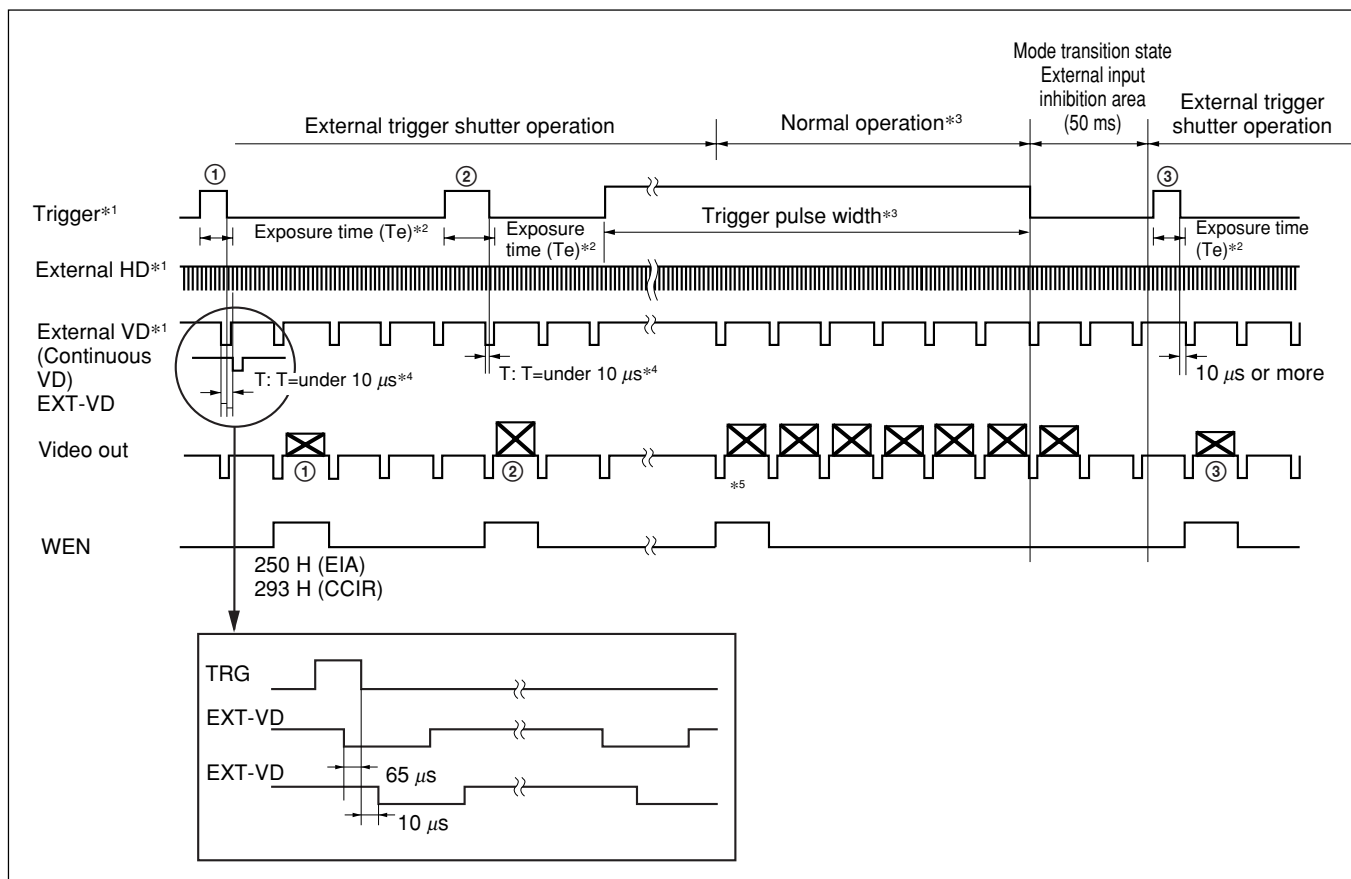 Mode transition state
External input
inhibition area
(50 ms)
External trigger
shutter operation
External trigger shutter operation
Normal operation*3
① ② ③
Trigger*1
Exposure time (Te)*2
Exposure
time (Te)*2
Trigger pulse width*3
Exposure time
(Te)*2
External HD*1
External VD*1
(Continuous
VD)
EXT-VD
T: T=under 10 µs*4
T: T=under 10 µs*4
10 µs or more
Video out
① ② ③
*5
WEN
250 H (EIA)
293 H (CCIR)
TRG
EXT-VD
65 µs
EXT-VD
10 µs